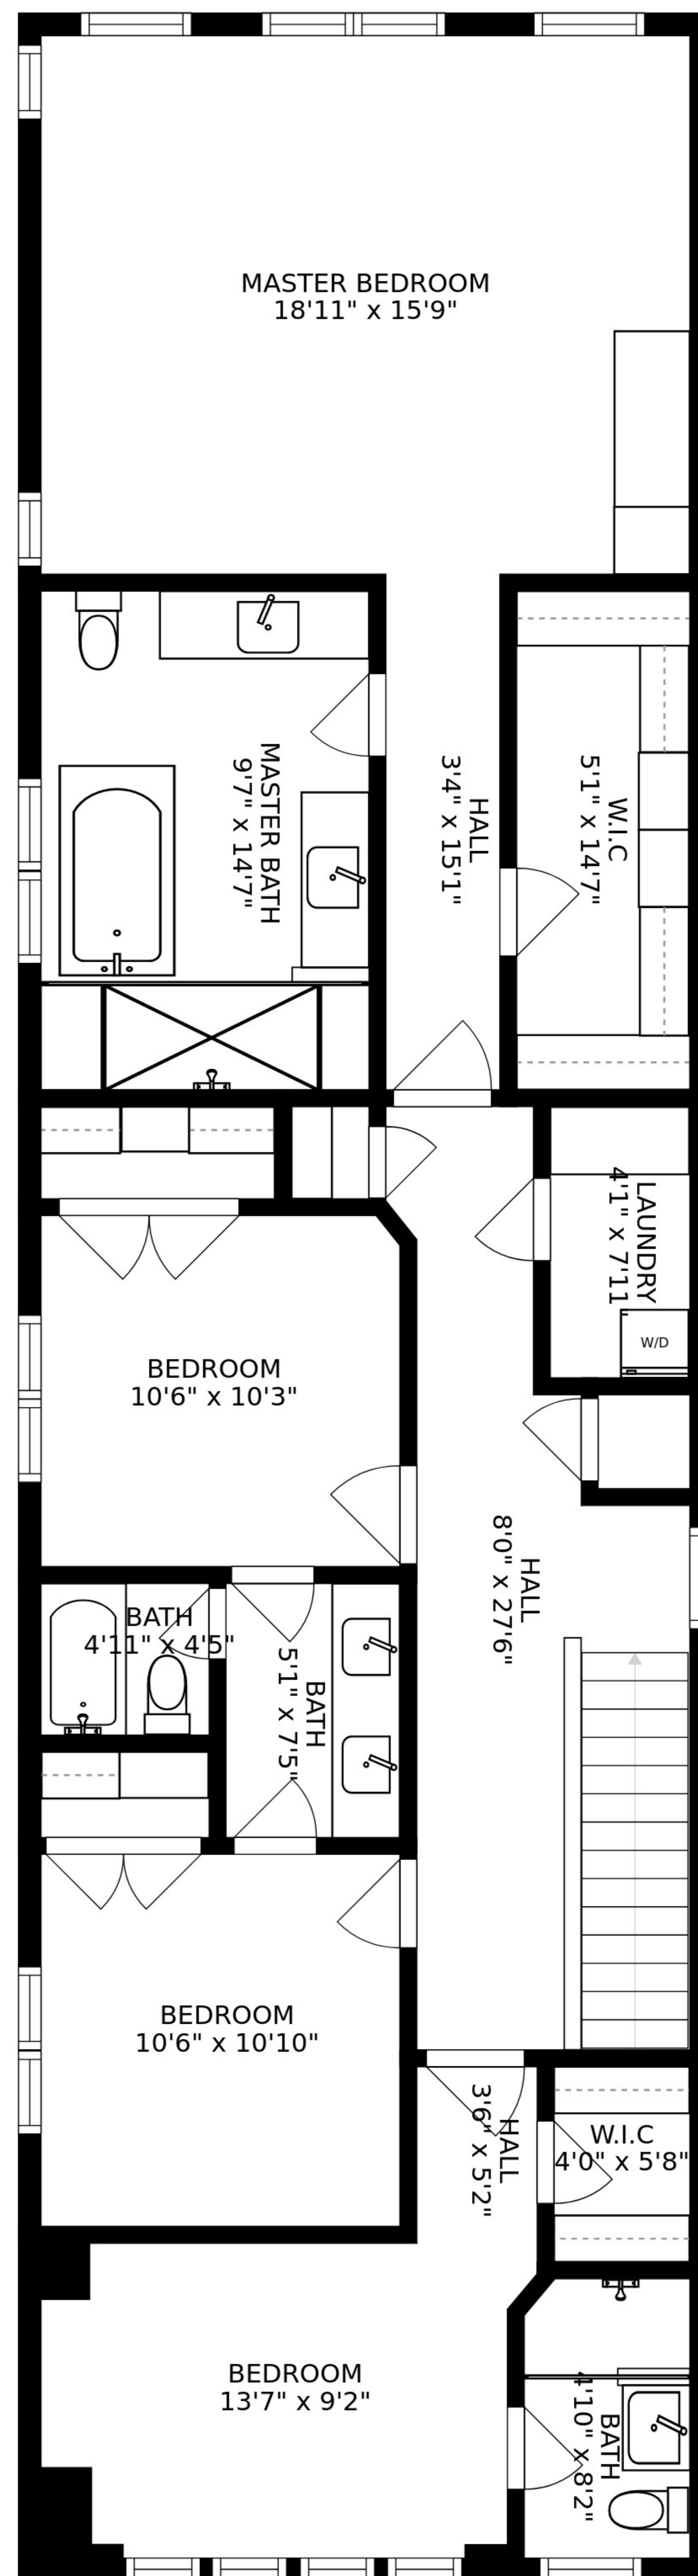 MASTER BEDROOM
18'11" x 15'9"
MASTER BATH
9'7" x 14'7"
HALL
3'4" x 15'1"
W.I.C
5'1" x 14'7"
LAUNDRY
4'1" x 7'11
W/D
BEDROOM
10'6" x 10'3"
HALL
8'0" x 27'6"
BATH
4'11" x 4'5"
BATH
5'1" x 7'5"
BEDROOM
10'6" x 10'10"
HALL
3'6" x 5'2"
W.I.C
4'0" x 5'8"
BEDROOM
13'7" x 9'2"
BATH
4'10" x 8'2"